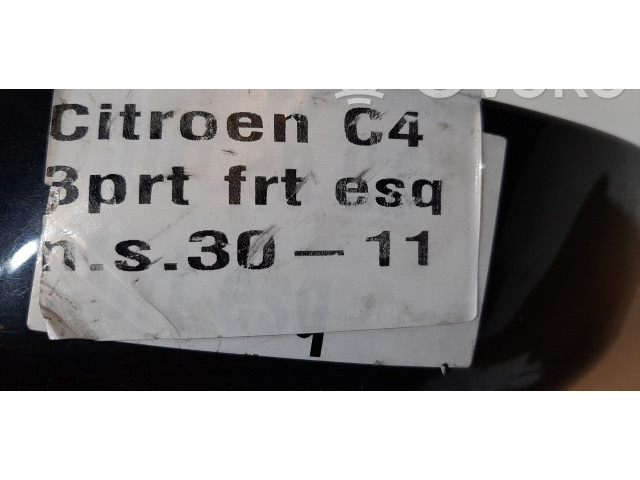 Citroen C4
3prt frt esq
n.s.30-11